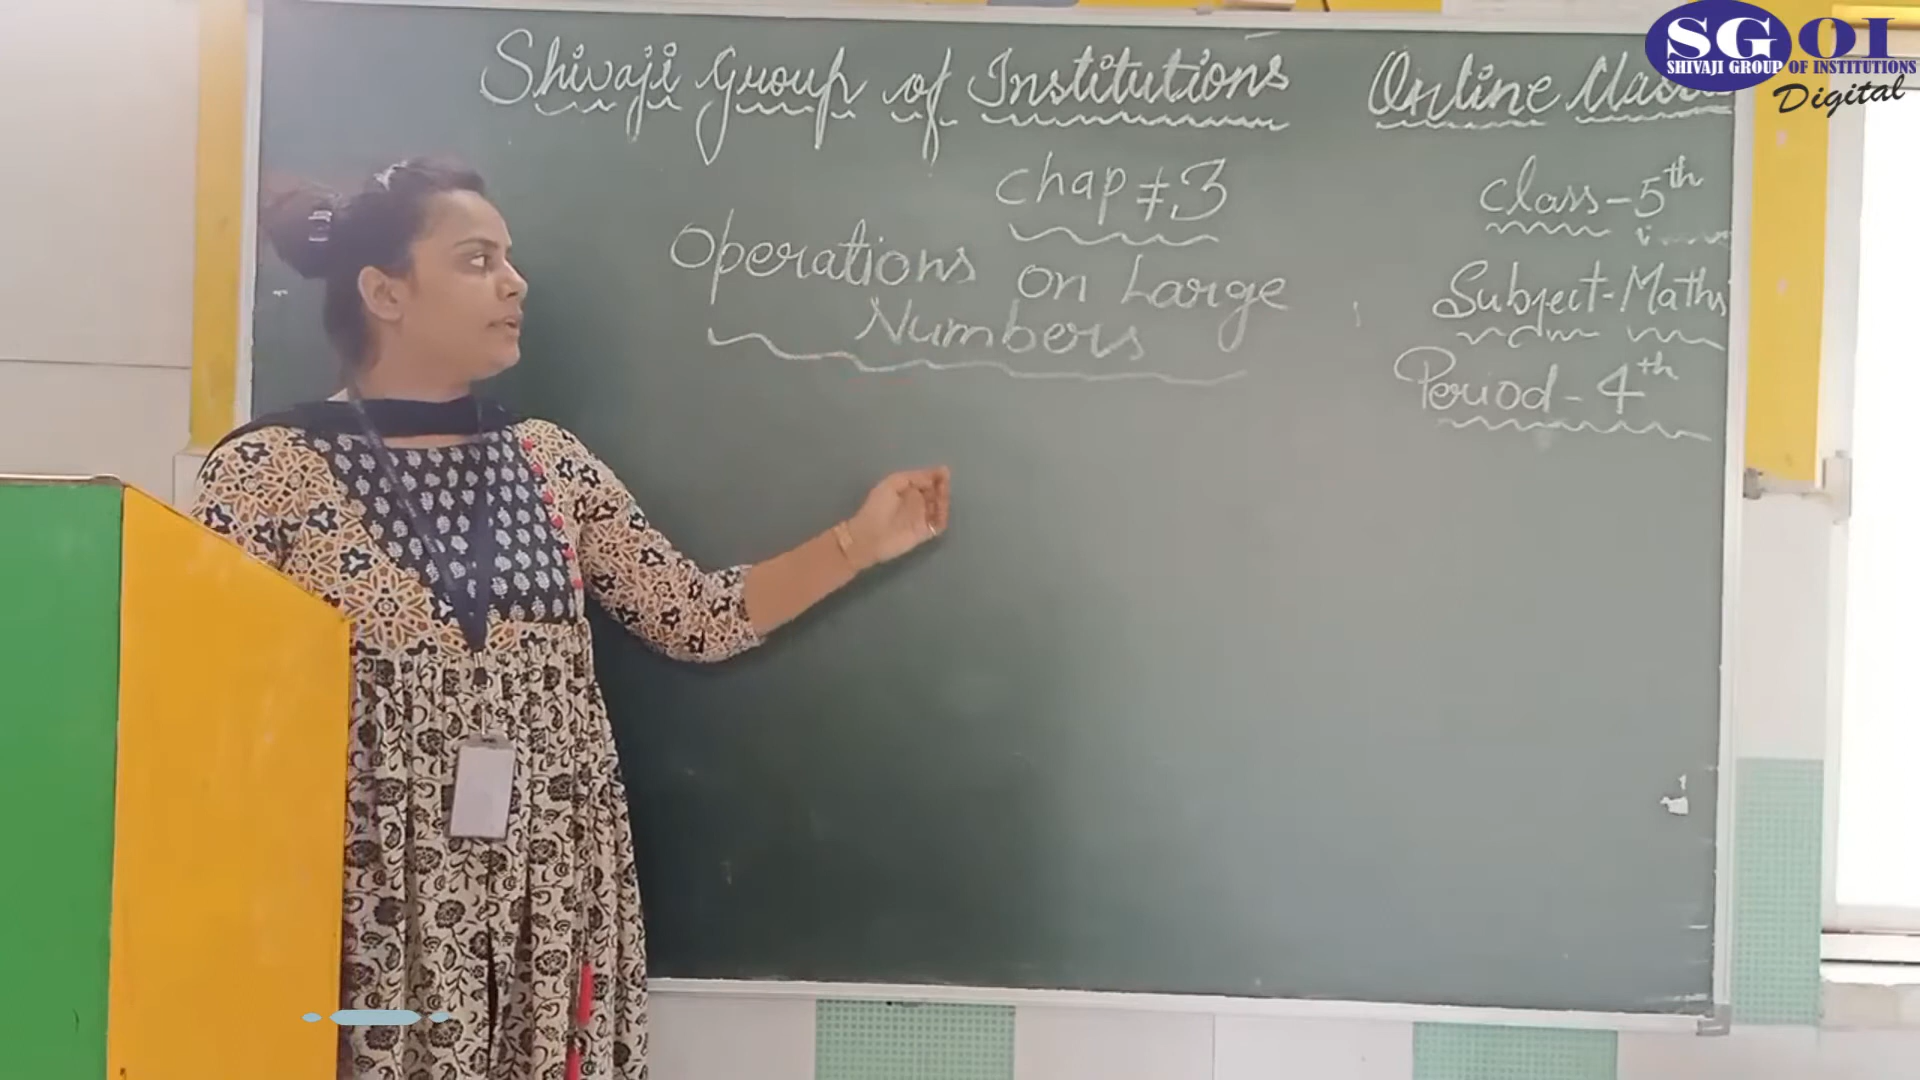 Shivaji Group of Institutions Online
SGOI
SHIVAJI GROUP OF INSTITUTIONS
Digital
Chap # 3
Operations on Large
Numbers
Class - 5th
Subject - Maths
Period - 4th